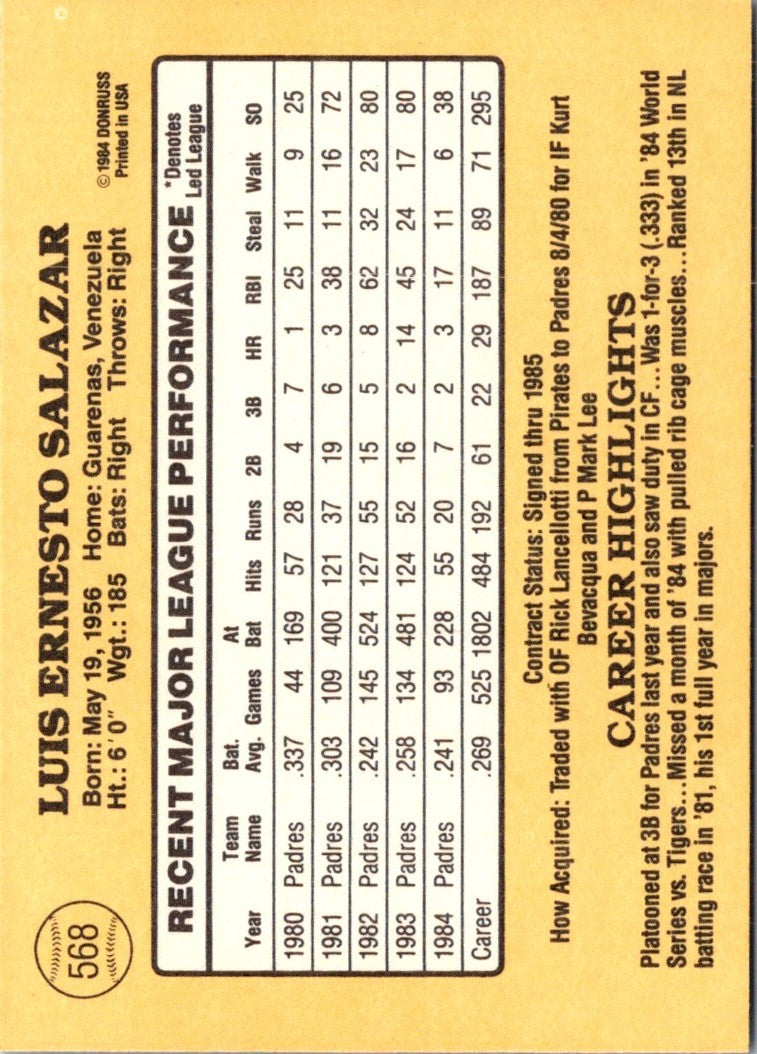 568
LUIS ERNESTO SALAZAR
Born: May 19, 1956 Home: Guarenas, Venezuela
Ht.: 6′ 0″ Wgt.: 185 Bats: Right Throws: Right
© 1984 DONRUSS
Printed in USA
RECENT MAJOR LEAGUE PERFORMANCE
*Denotes
Led League
Year Team Name Bat. Avg. Games At Bat Hits Runs 2B 3B HR RBI Steal Walk SO
1980 Padres .337 44 169 57 28 4 7 1 25 11 9 25
1981 Padres .303 109 400 121 37 19 6 3 38 11 16 72
1982 Padres .242 145 524 127 55 15 5 8 62 32 23 80
1983 Padres .258 134 481 124 52 16 2 14 45 24 17 80
1984 Padres .241 93 228 55 20 7 2 3 17 11 6 38
Career .269 525 1802 484 192 61 22 29 187 89 71 295
Contract Status: Signed thru 1985
How Acquired: Traded with OF Rick Lancellotti from Pirates to Padres 8/4/80 for IF Kurt
Bevacqua and P Mark Lee
CAREER HIGHLIGHTS
Platooned at 3B for Padres last year and also saw duty in CF...Was 1-for-3 (.333) in '84 World
Series vs. Tigers...Missed a month of '84 with pulled rib cage muscles...Ranked 13th in NL
batting race in '81, his 1st full year in majors.